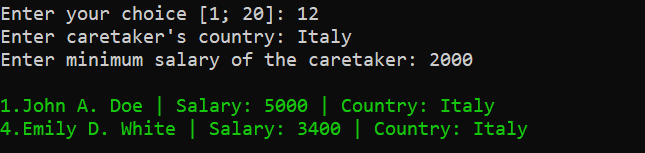 Enter your choice [1; 20]: 12
Enter caretaker's country: Italy
Enter minimum salary of the caretaker: 2000
1.John A. Doe | Salary: 5000 | Country: Italy
4.Emily D. White | Salary: 3400 | Country: Italy